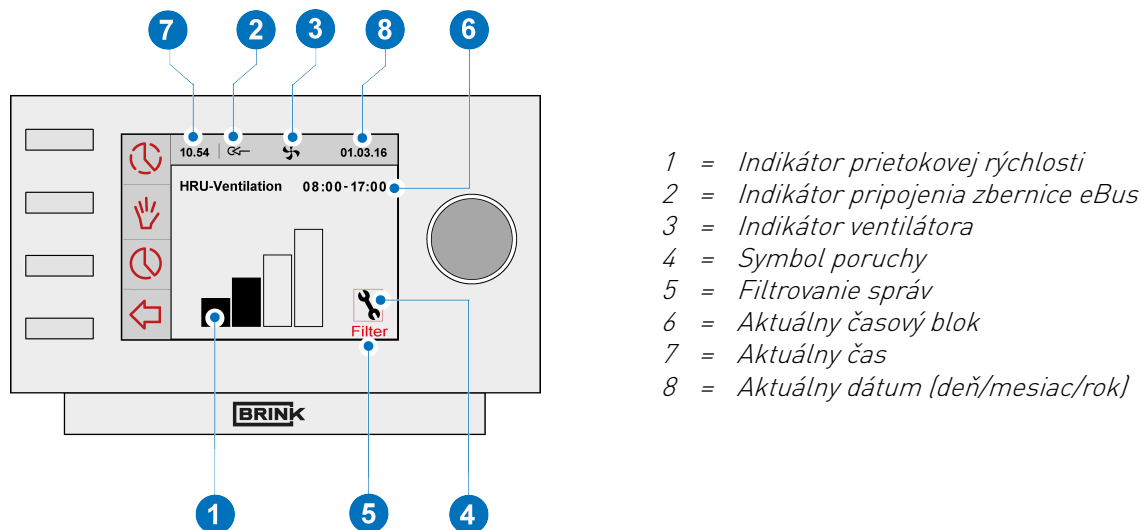 7 2 3 8 6
10.54 01.03.16
HRU-Ventilation 08:00-17:00
Filter
BRINK
1 5 4
1 = Indikátor prietokovej rýchlosti
2 = Indikátor pripojenia zbernice eBus
3 = Indikátor ventilátora
4 = Symbol poruchy
5 = Filtrovanie správ
6 = Aktuálny časový blok
7 = Aktuálny čas
8 = Aktuálny dátum (deň/mesiac/rok)